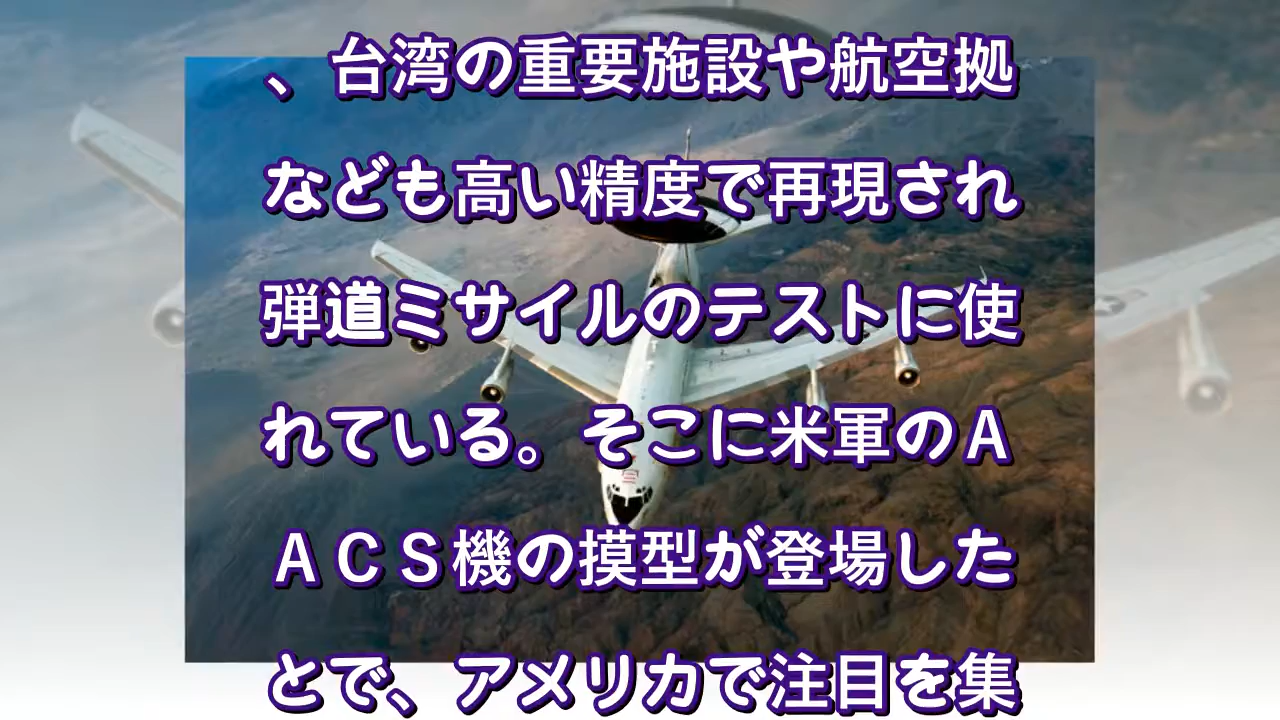 、台湾の重要施設や航空拠
なども高い精度で再現され
弾道ミサイルのテストに使
れている。そこに米軍のＡ
ＡＣＳ機の摸型が登場した
とで、アメリカで注目を集